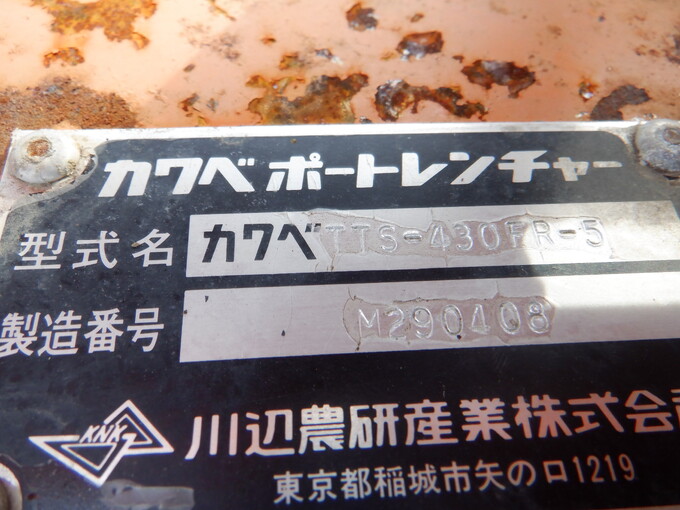 カワベ ポートレンチャー
型式名 カワベTTS-430FR-5
製造番号 M290408
KNK 川辺農研産業株式会
東京都稲城市矢の口1219